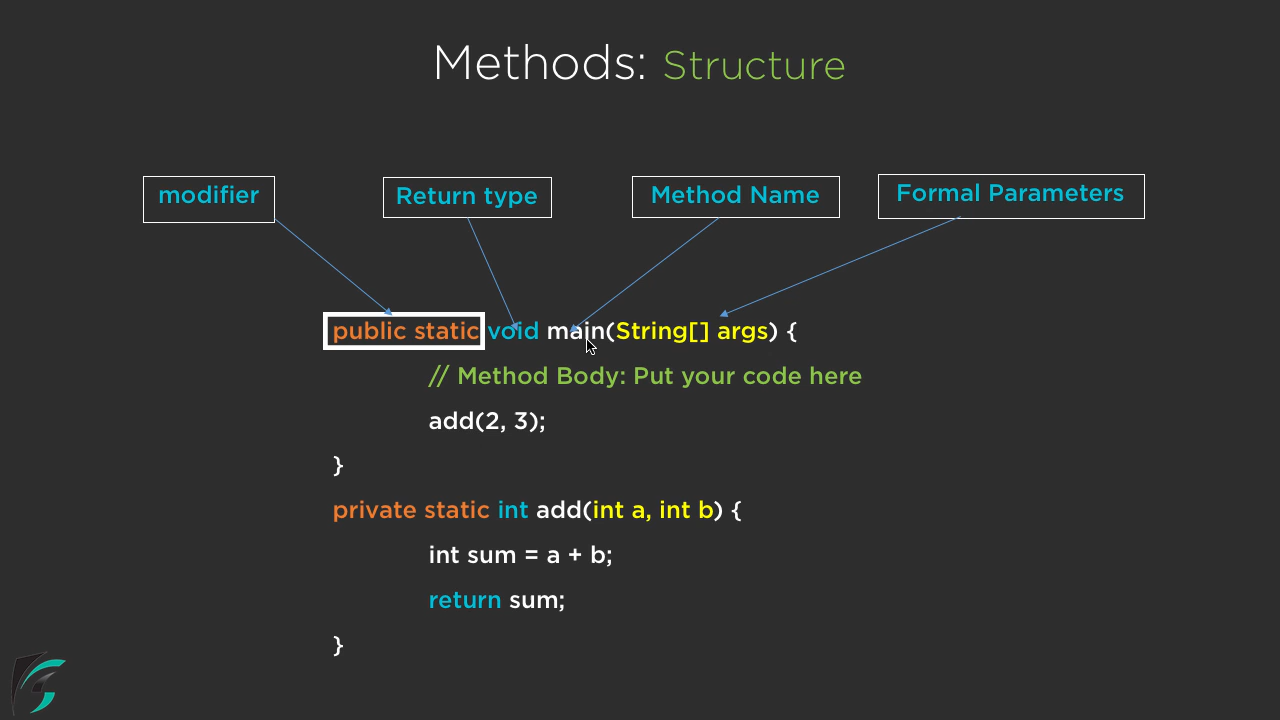 Methods: Structure
modifier
Return type
Method Name
Formal Parameters
public static void main(String[] args) {
// Method Body: Put your code here
add(2, 3);
}
private static int add(int a, int b) {
int sum = a + b;
return sum;
}